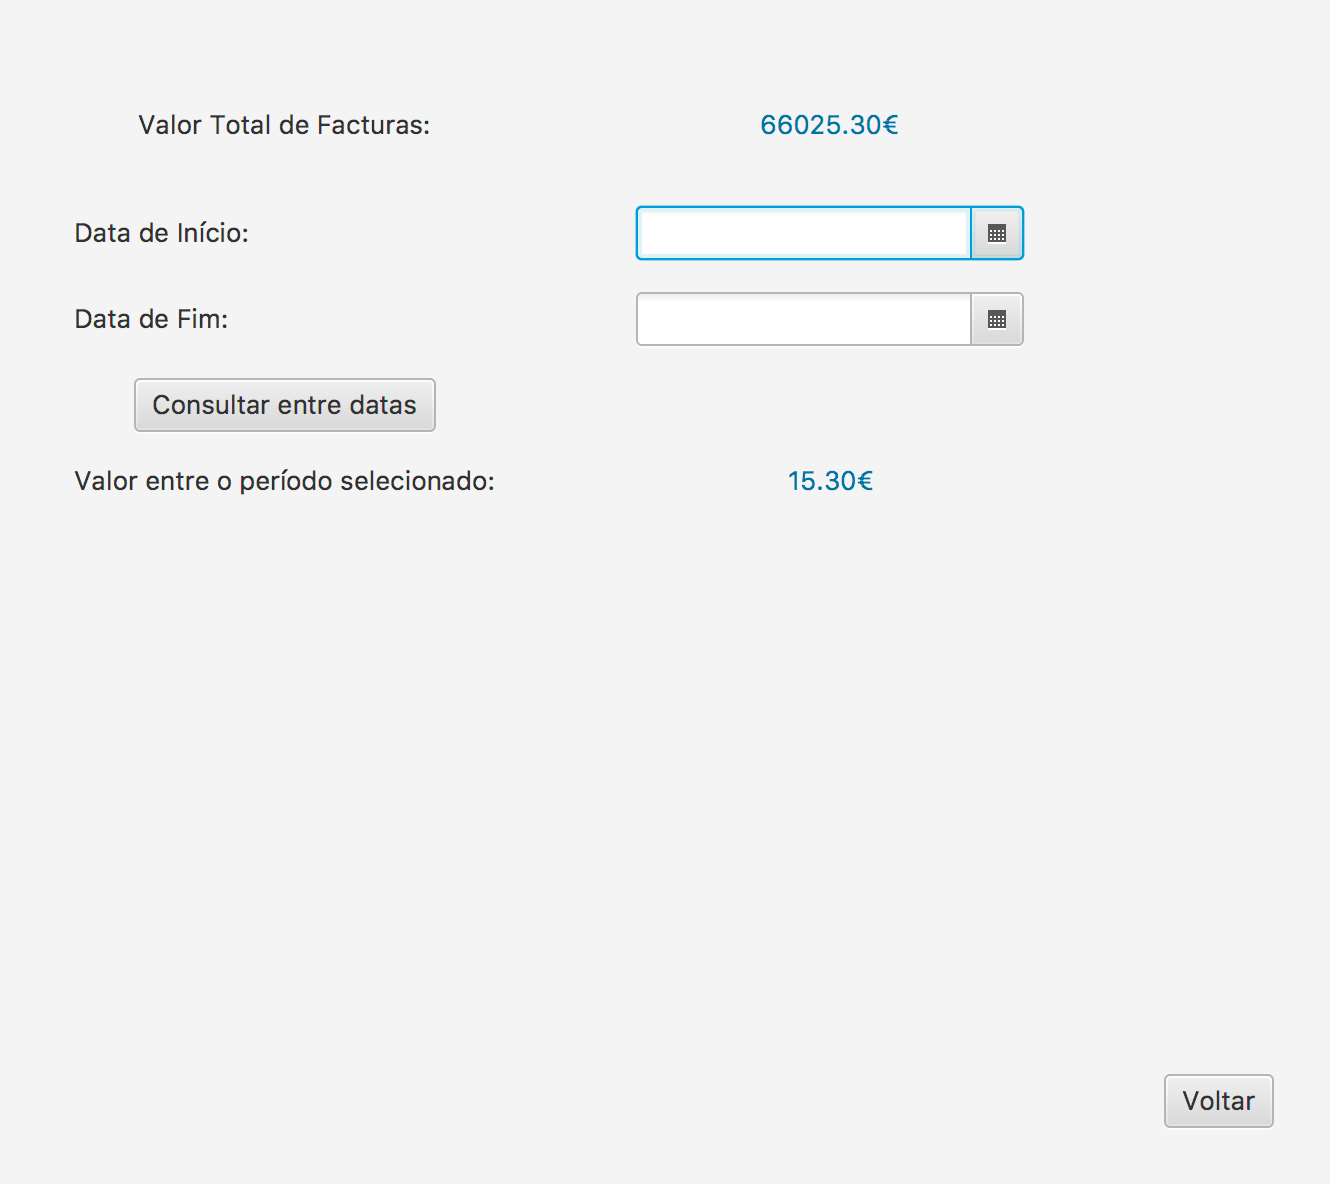 Valor Total de Facturas: 66025.30€
Data de Início:
Data de Fim:
Consultar entre datas
Valor entre o período selecionado: 15.30€
Voltar